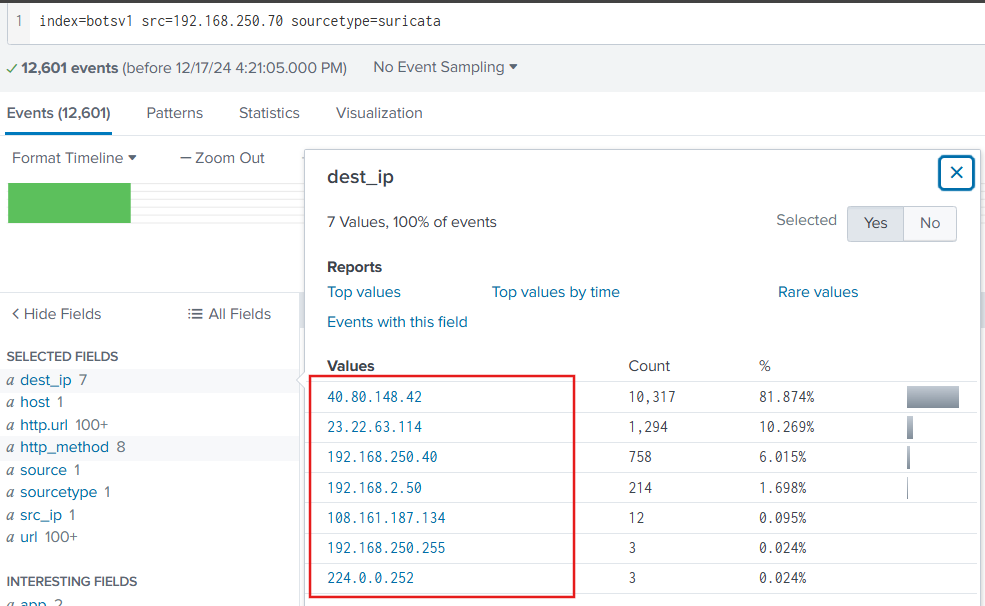 1 index=botsv1 src=192.168.250.70 sourcetype=suricata
12,601 events (before 12/17/24 4:21:05.000 PM) No Event Sampling
Events (12,601) Patterns Statistics Visualization
Format Timeline — Zoom Out
dest_ip
7 Values, 100% of events Selected Yes No
Reports
Top values Top values by time Rare values
Events with this field
Values Count %
40.80.148.42 10,317 81.874%
23.22.63.114 1,294 10.269%
192.168.250.40 758 6.015%
192.168.2.50 214 1.698%
108.161.187.134 12 0.095%
192.168.250.255 3 0.024%
224.0.0.252 3 0.024%
Hide Fields All Fields
SELECTED FIELDS
a dest_ip 7
a host 1
a http.url 100+
a http_method 8
a source 1
a sourcetype 1
a src_ip 1
a url 100+
INTERESTING FIELDS
a app 2